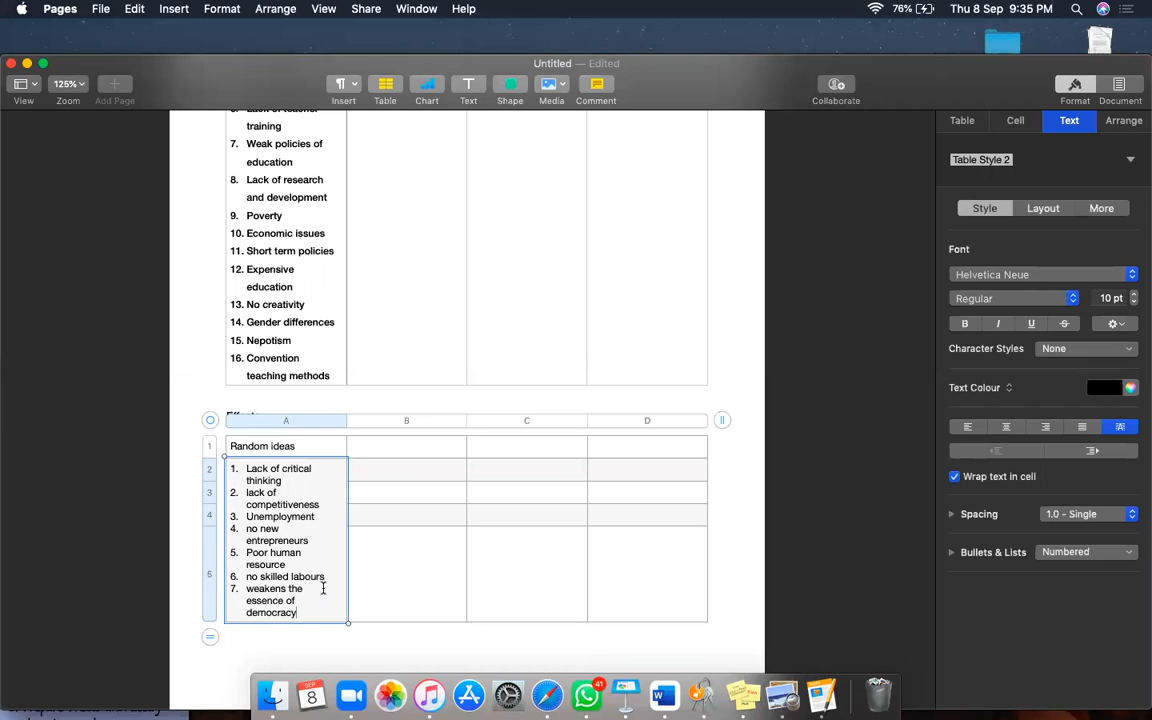 Pages File Edit Insert Format Arrange View Share Window Help 76% Thu 8 Sep 9:35 PM
Untitled — Edited
125%
View Zoom Add Page Insert Table Chart Text Shape Media Comment Collaborate Format Document
Table Cell Text Arrange
training
7. Weak policies of
education
8. Lack of research
and development
9. Poverty
10. Economic issues
11. Short term policies
12. Expensive
education
13. No creativity
14. Gender differences
15. Nepotism
16. Convention
teaching methods
A B C D
1 Random ideas
2
3
4
5
1. Lack of critical
thinking
2. lack of
competitiveness
3. Unemployment
4. no new
entrepreneurs
5. Poor human
resource
6. no skilled labours
7. weakens the
essence of
democracy
Table Style 2
Style Layout More
Font
Helvetica Neue
Regular 10 pt
B I U S
Character Styles None
Text Colour
Wrap text in cell
Spacing 1.0 - Single
Bullets & Lists Numbered
41
8